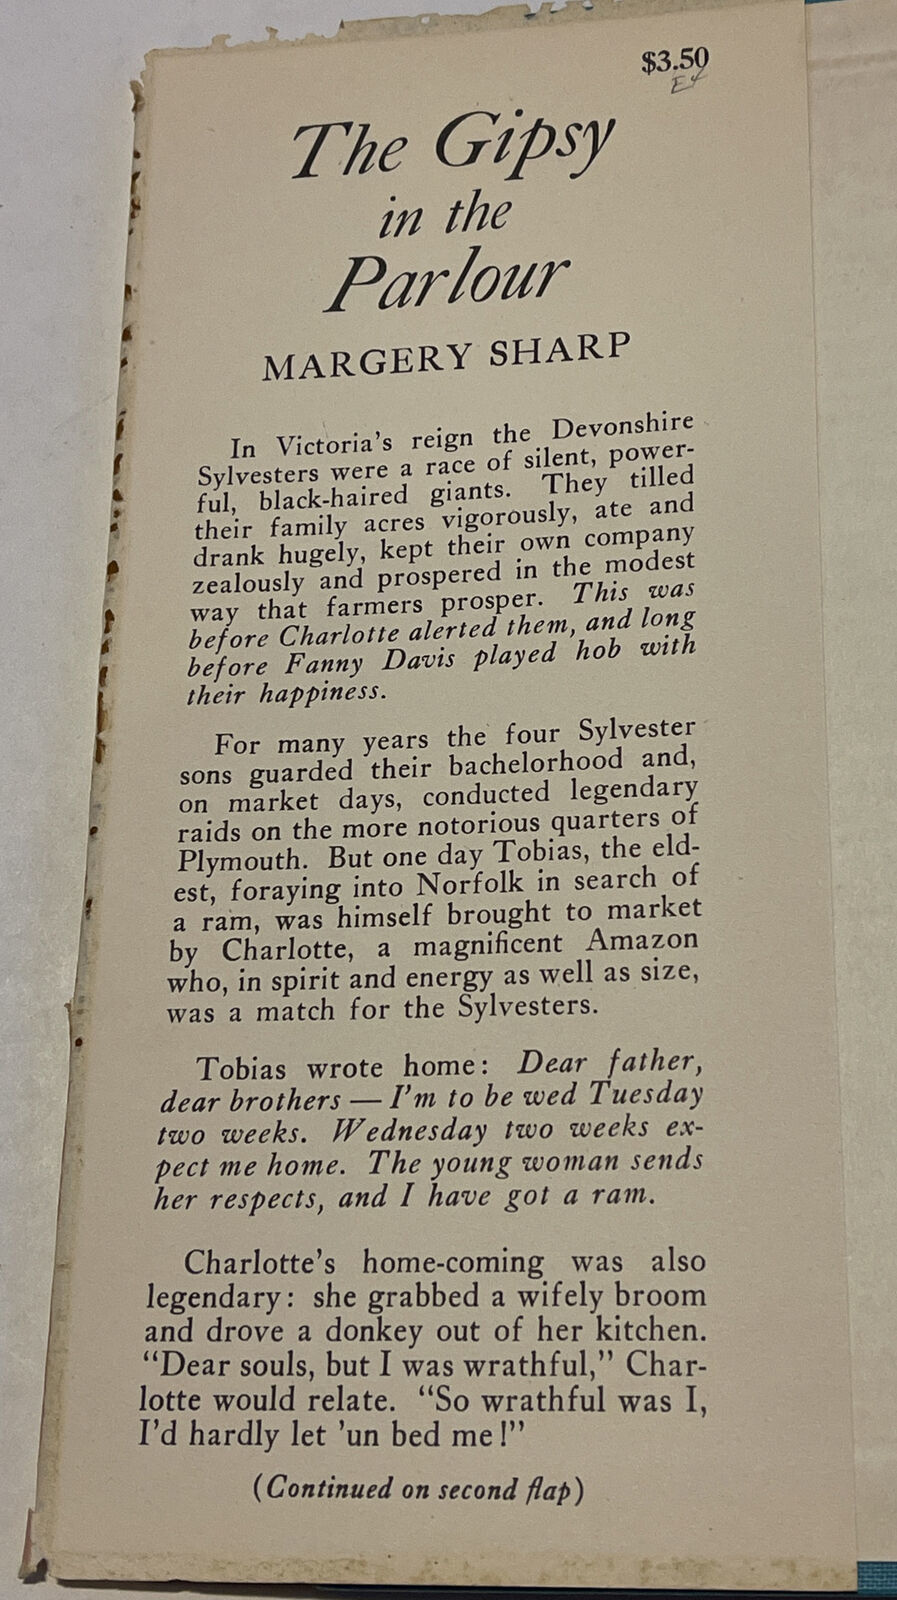 $3.50
The Gipsy
in the
Parlour
MARGERY SHARP
In Victoria's reign the Devonshire
Sylvesters were a race of silent, power-
ful, black-haired giants. They tilled
their family acres vigorously, ate and
drank hugely, kept their own company
zealously and prospered in the modest
way that farmers prosper. This was
before Charlotte alerted them, and long
before Fanny Davis played hob with
their happiness.
For many years the four Sylvester
sons guarded their bachelorhood and,
on market days, conducted legendary
raids on the more notorious quarters of
Plymouth. But one day Tobias, the eld-
est, foraying into Norfolk in search of
a ram, was himself brought to market
by Charlotte, a magnificent Amazon
who, in spirit and energy as well as size,
was a match for the Sylvesters.
Tobias wrote home: Dear father,
dear brothers — I'm to be wed Tuesday
two weeks. Wednesday two weeks ex-
pect me home. The young woman sends
her respects, and I have got a ram.
Charlotte's home-coming was also
legendary: she grabbed a wifely broom
and drove a donkey out of her kitchen.
"Dear souls, but I was wrathful," Char-
lotte would relate. "So wrathful was I,
I'd hardly let 'un bed me!"
(Continued on second flap)